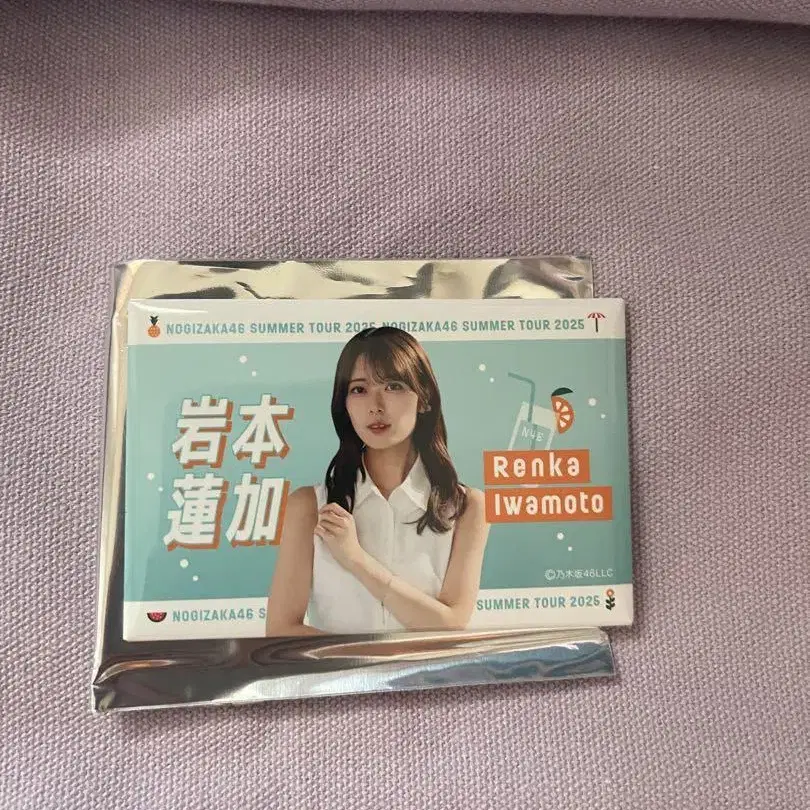 NOGIZAKA46 SUMMER TOUR 2025 NOGIZAKA46 SUMMER TOUR 2025
岩本
蓮加
Renka
Iwamoto
©乃木坂46LLC
NOGIZAKA46 S
SUMMER TOUR 2025